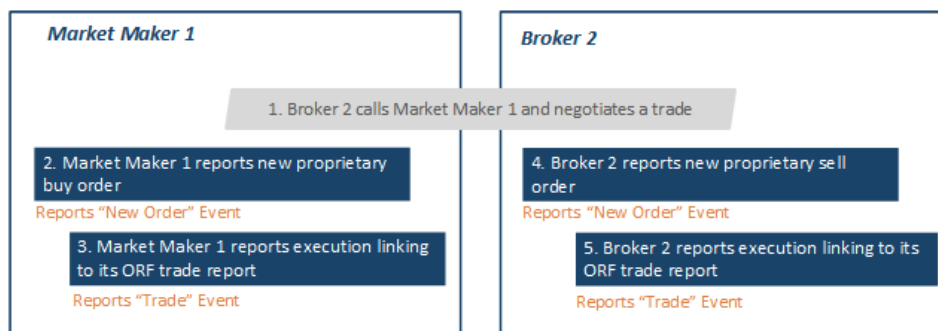 Market Maker 1
Broker 2
1. Broker 2 calls Market Maker 1 and negotiates a trade
2. Market Maker 1 reports new proprietary
buy order
Reports “New Order” Event
3. Market Maker 1 reports execution linking
to its ORF trade report
Reports “Trade” Event
4. Broker 2 reports new proprietary sell
order
Reports “New Order” Event
5. Broker 2 reports execution linking to its
ORF trade report
Reports “Trade” Event